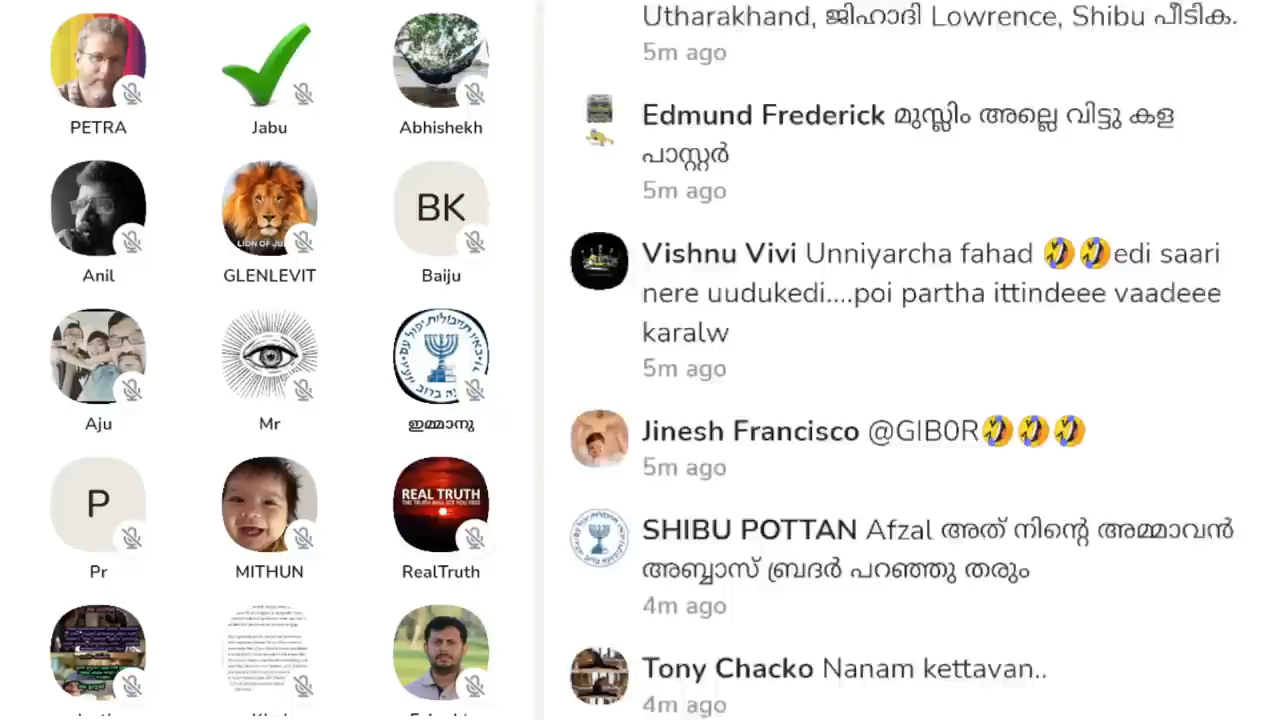 PETRA
Jabu
Abhishekh
Anil
LION OF JU
GLENLEVIT
BK
Baiju
Aju
Mr
ഇമ്മാനു
P
Pr
MITHUN
REAL TRUTH
RealTruth
Utharakhand, ജിഹാദി Lowrence, Shibu പീടിക.
5m ago
Edmund Frederick മുസ്ലിം അല്ലെ വിട്ടു കള
പാസ്റ്റർ
5m ago
Vishnu Vivi Unniyarcha fahad 🤣🤣edi saari
nere uudukedi....poi partha ittindeee vaadeee
karalw
5m ago
Jinesh Francisco @GIB0R🤣🤣🤣
5m ago
SHIBU POTTAN Afzal അത് നിന്റെ അമ്മാവൻ
അബ്ബാസ് ബ്രദർ പറഞ്ഞു തരും
4m ago
Tony Chacko Nanam kettavan..
4m ago